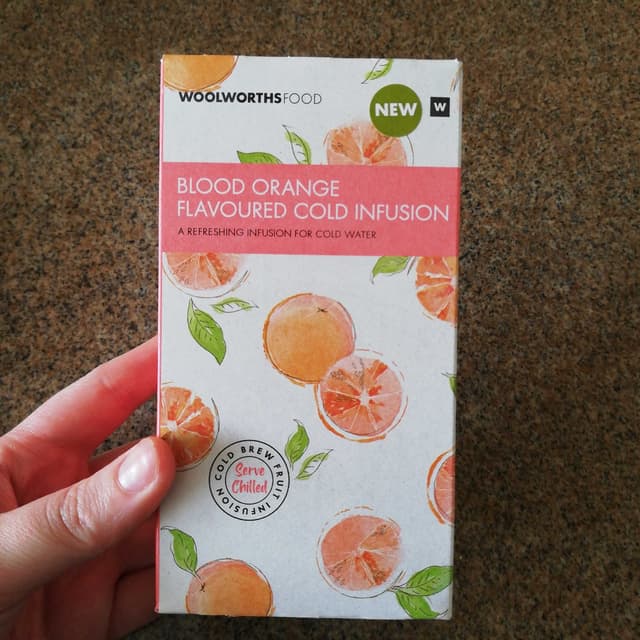 WOOLWORTHSFOOD
NEW
W
BLOOD ORANGE
FLAVOURED COLD INFUSION
A REFRESHING INFUSION FOR COLD WATER
COLD BREW FRUIT INFUSION
Serve
Chilled